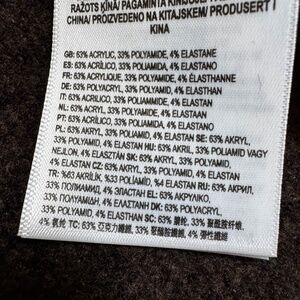 RAŽOTS ĶĪNĀ/ PAGAMINTA KINIJOJE/
CHINA/ PROIZVEDENO NA KITAJSKEM/ PRODUSERT I
KINA
GB: 63% ACRYLIC, 33% POLYAMIDE, 4% ELASTANE
ES: 63% ACRÍLICO, 33% POLIAMIDA, 4% ELASTANO
FR: 63% ACRYLIQUE, 33% POLYAMIDE, 4% ÉLASTHANNE
DE: 63% POLYACRYL, 33% POLYAMID, 4% ELASTHAN
IT: 63% ACRILICO, 33% POLIAMMIDE, 4% ELASTAN
NL: 63% ACRYL, 33% POLYAMIDE, 4% ELASTAAN
PT: 63% ACRÍLICO, 33% POLIAMIDA, 4% ELASTANO
PL: 63% AKRYL, 33% POLIAMID, 4% ELASTAN SE: 63% AKRYL,
33% POLYAMID, 4% ELASTAN HU: 63% AKRIL, 33% POLIAMID VAGY
NEJLON, 4% ELASZTÁN SK: 63% AKRYL, 33% POLYAMID,
4% ELASTAN CZ: 63% AKRYL, 33% POLYAMID, 4% ELASTAN
TR: %63 AKRİLİK, %33 POLİAMİD, %4 ELASTAN RU: 63% АКРИЛ,
33% ПОЛИАМИД, 4% ЭЛАСТАН EL: 63% ΑΚΡΥΛΙΚΟ,
33% ΠΟΛΥΑΜΙΔΗ, 4% ΕΛΑΣΤΑΝΗ DK: 63% POLYACRYL,
33% POLYAMID, 4% ELASTHAN SC: 63% 腈纶, 33% 聚酰胺纤维,
4% 氨纶 TC: 63% 亞克力纖維, 33% 聚醯胺纖維, 4% 彈性纖維